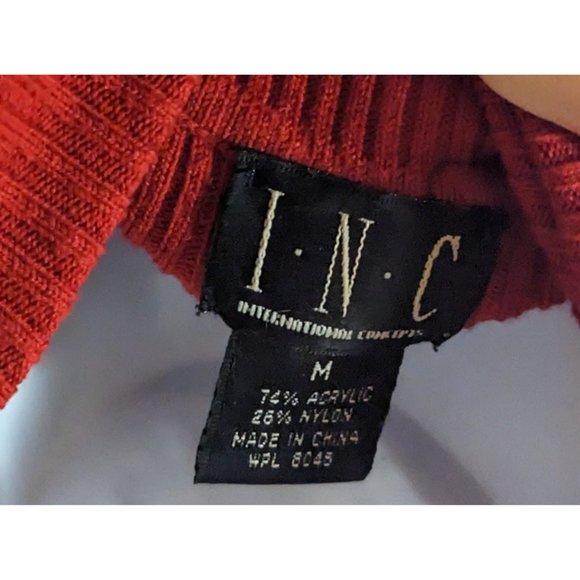 I·N·C
INTERNATIONAL CONCEPTS
M
74% ACRYLIC
26% NYLON
MADE IN CHINA
WPL 8045